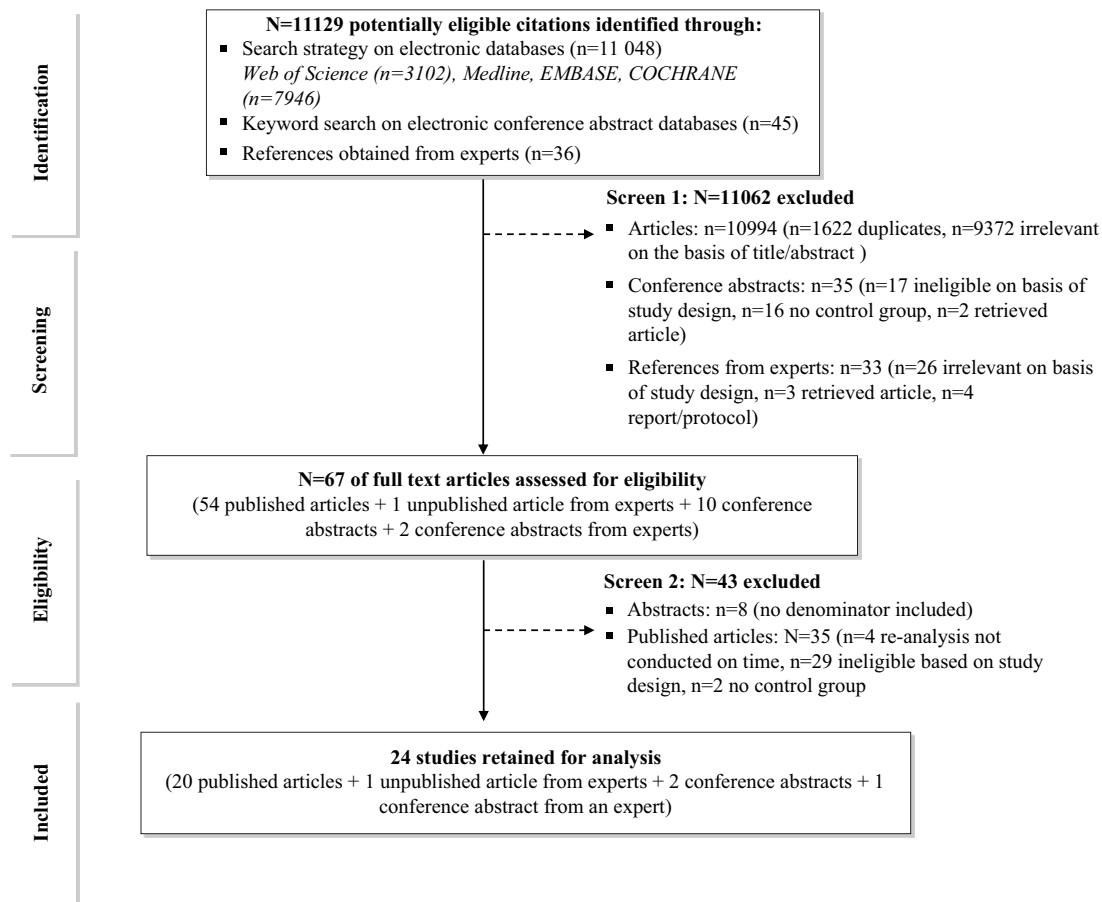 Identification
N=11129 potentially eligible citations identified through:
▪ Search strategy on electronic databases (n=11 048)
Web of Science (n=3102), Medline, EMBASE, COCHRANE
(n=7946)
▪ Keyword search on electronic conference abstract databases (n=45)
▪ References obtained from experts (n=36)
Screening
Screen 1: N=11062 excluded
▪ Articles: n=10994 (n=1622 duplicates, n=9372 irrelevant
on the basis of title/abstract )
▪ Conference abstracts: n=35 (n=17 ineligible on basis of
study design, n=16 no control group, n=2 retrieved
article)
▪ References from experts: n=33 (n=26 irrelevant on basis
of study design, n=3 retrieved article, n=4
report/protocol)
Eligibility
N=67 of full text articles assessed for eligibility
(54 published articles + 1 unpublished article from experts + 10 conference
abstracts + 2 conference abstracts from experts)
Screen 2: N=43 excluded
▪ Abstracts: n=8 (no denominator included)
▪ Published articles: N=35 (n=4 re-analysis not
conducted on time, n=29 ineligible based on study
design, n=2 no control group
Included
24 studies retained for analysis
(20 published articles + 1 unpublished article from experts + 2 conference abstracts + 1
conference abstract from an expert)